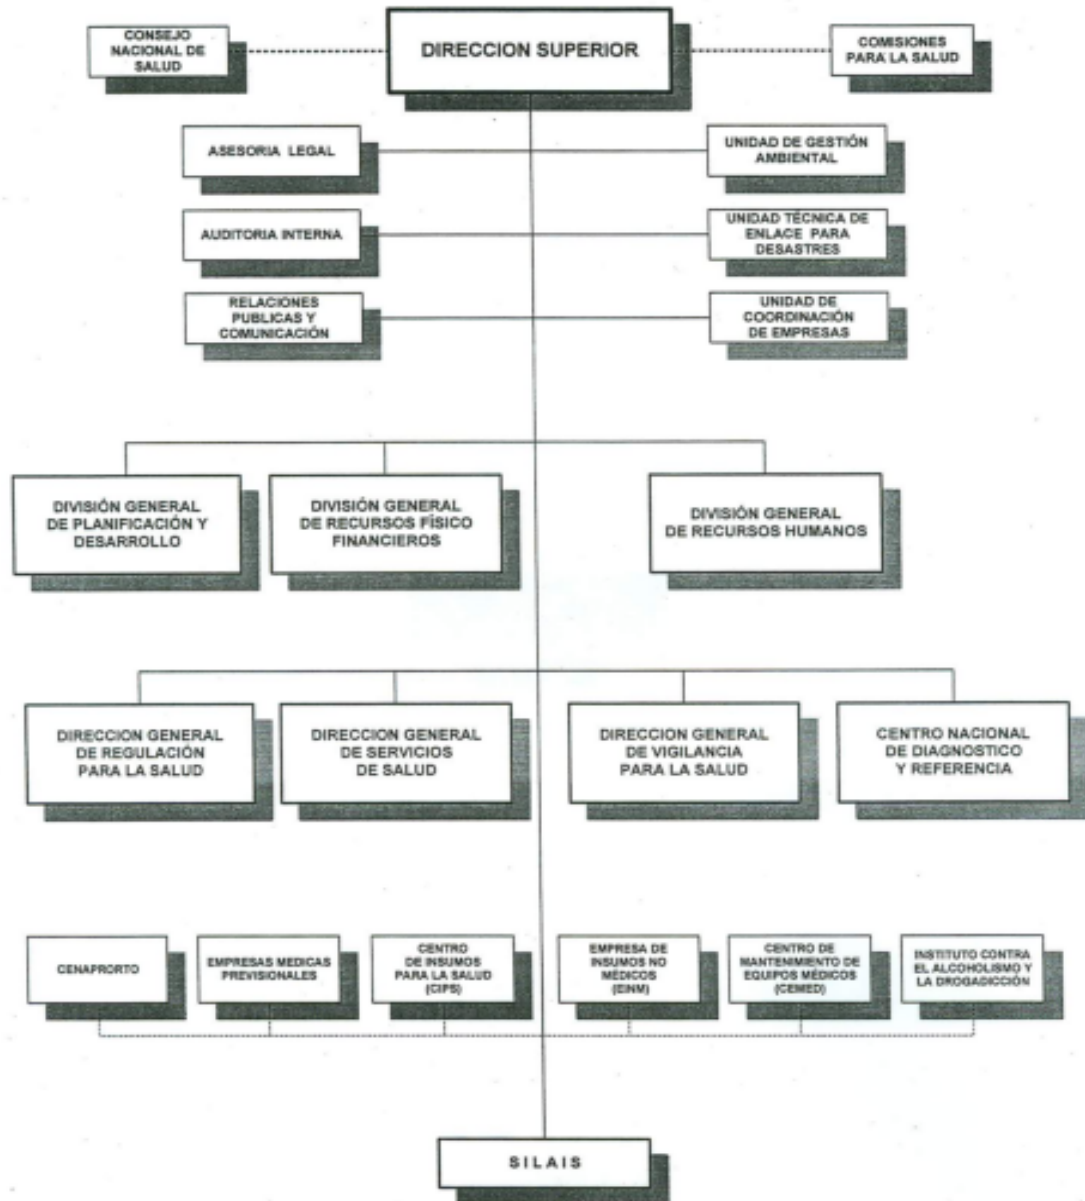 CONSEJO
NACIONAL DE
SALUD
DIRECCION SUPERIOR
COMISIONES
PARA LA SALUD
ASESORIA LEGAL
UNIDAD DE GESTIÓN
AMBIENTAL
AUDITORIA INTERNA
UNIDAD TÉCNICA DE
ENLACE PARA
DESASTRES
RELACIONES
PUBLICAS Y
COMUNICACIÓN
UNIDAD DE
COORDINACIÓN
DE EMPRESAS
DIVISIÓN GENERAL
DE PLANIFICACIÓN Y
DESARROLLO
DIVISIÓN GENERAL
DE RECURSOS FÍSICO
FINANCIEROS
DIVISIÓN GENERAL
DE RECURSOS HUMANOS
DIRECCION GENERAL
DE REGULACIÓN
PARA LA SALUD
DIRECCION GENERAL
DE SERVICIOS
DE SALUD
DIRECCION GENERAL
DE VIGILANCIA
PARA LA SALUD
CENTRO NACIONAL
DE DIAGNOSTICO
Y REFERENCIA
CENAPRORTO
EMPRESAS MEDICAS
PREVISIONALES
CENTRO
DE INSUMOS
PARA LA SALUD
(CIPS)
EMPRESA DE
INSUMOS NO
MÉDICOS
(EINM)
CENTRO DE
MANTENIMIENTO DE
EQUIPOS MÉDICOS
(CEMED)
INSTITUTO CONTRA
EL ALCOHOLISMO Y
LA DROGADICCIÓN
S I L A I S